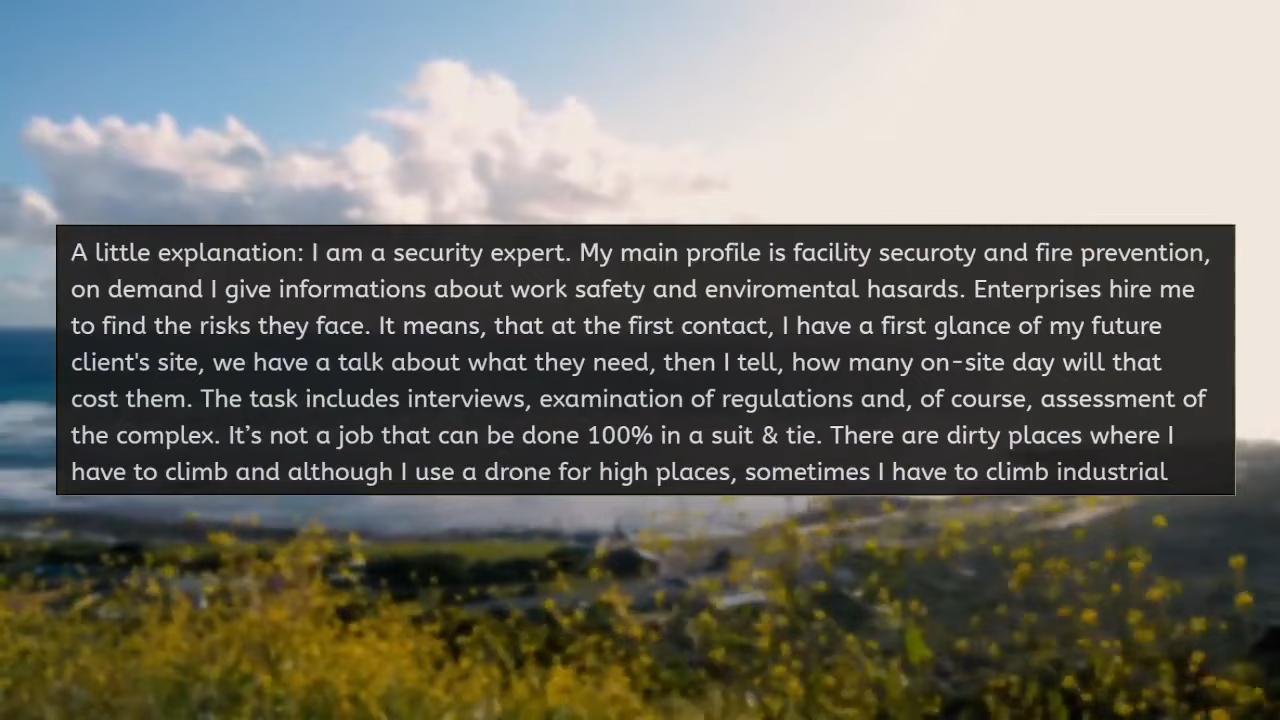 A little explanation: I am a security expert. My main profile is facility securoty and fire prevention,
on demand I give informations about work safety and enviromental hasards. Enterprises hire me
to find the risks they face. It means, that at the first contact, I have a first glance of my future
client's site, we have a talk about what they need, then I tell, how many on-site day will that
cost them. The task includes interviews, examination of regulations and, of course, assessment of
the complex. It’s not a job that can be done 100% in a suit & tie. There are dirty places where I
have to climb and although I use a drone for high places, sometimes I have to climb industrial